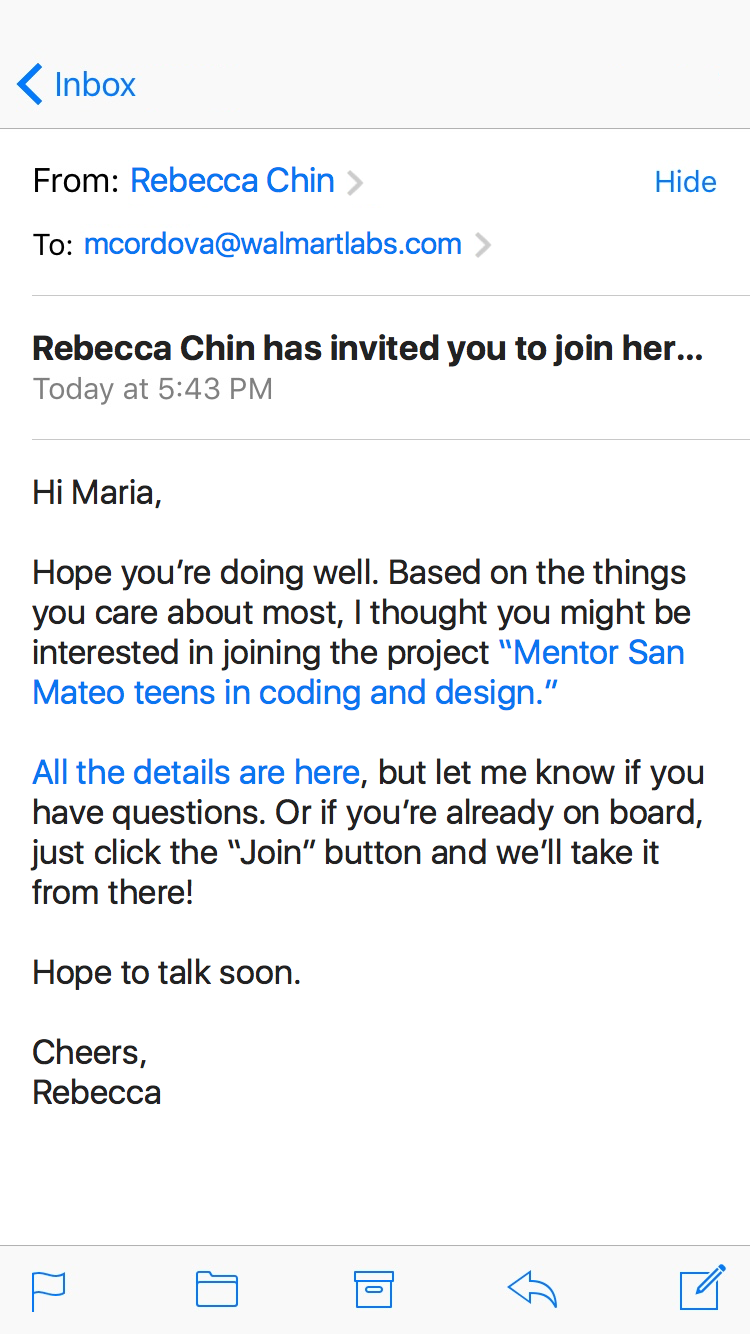 Inbox
From: Rebecca Chin
Hide
To: mcordova@walmartlabs.com
Rebecca Chin has invited you to join her...
Today at 5:43 PM
Hi Maria,
Hope you’re doing well. Based on the things
you care about most, I thought you might be
interested in joining the project “Mentor San
Mateo teens in coding and design.”
All the details are here, but let me know if you
have questions. Or if you’re already on board,
just click the “Join” button and we’ll take it
from there!
Hope to talk soon.
Cheers,
Rebecca